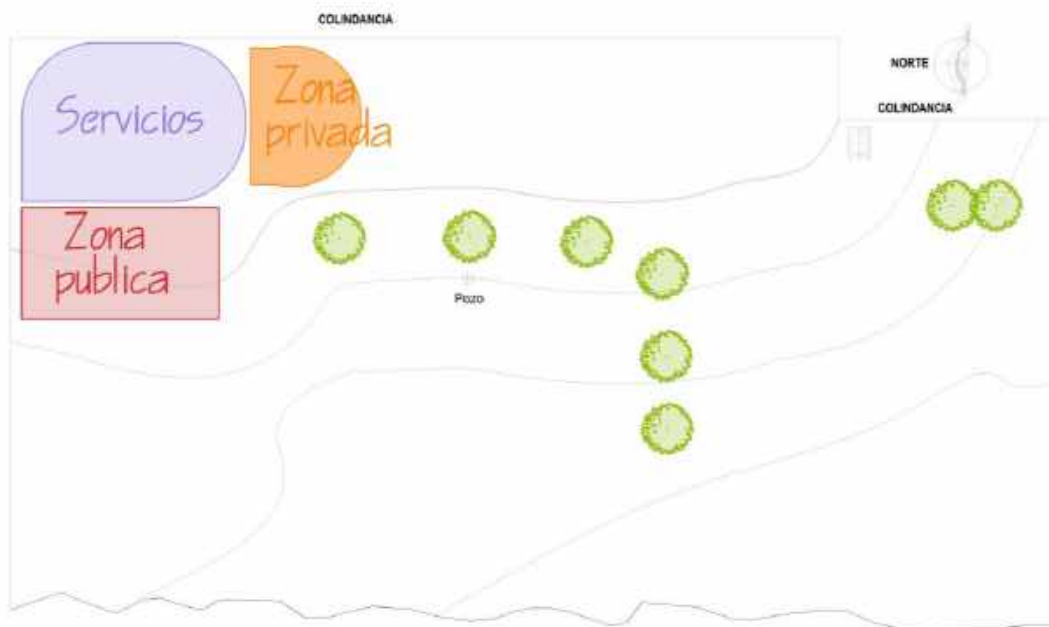 COLINDANCIA
NORTE
COLINDANCIA
Servicios
Zona
privada
Zona
publica
Pozo